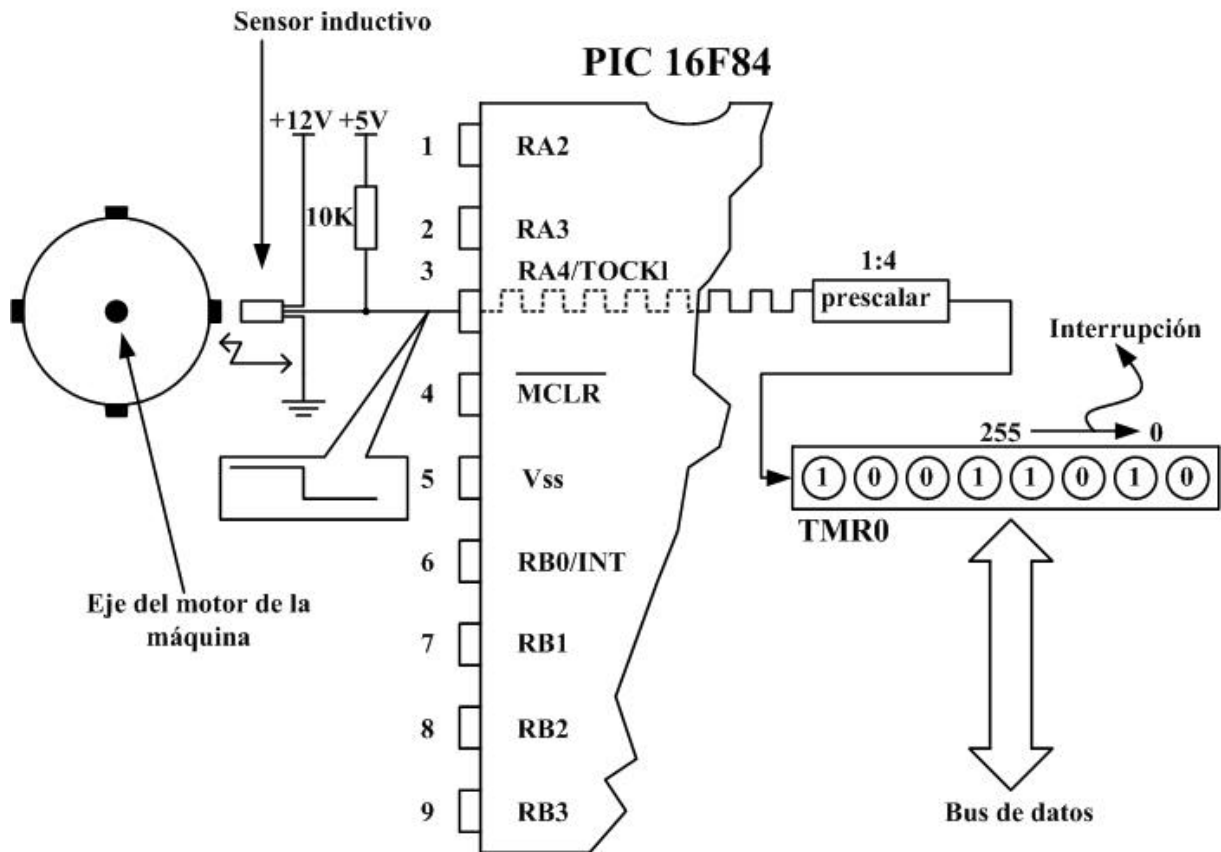 Sensor inductivo
PIC 16F84
+12V +5V
10K
1 RA2
2 RA3
3 RA4/TOCKl
4 MCLR
5 Vss
6 RB0/INT
7 RB1
8 RB2
9 RB3
1:4
prescalar
Interrupción
255 0
1 0 0 1 1 0 1 0
TMR0
Bus de datos
Eje del motor de la
máquina